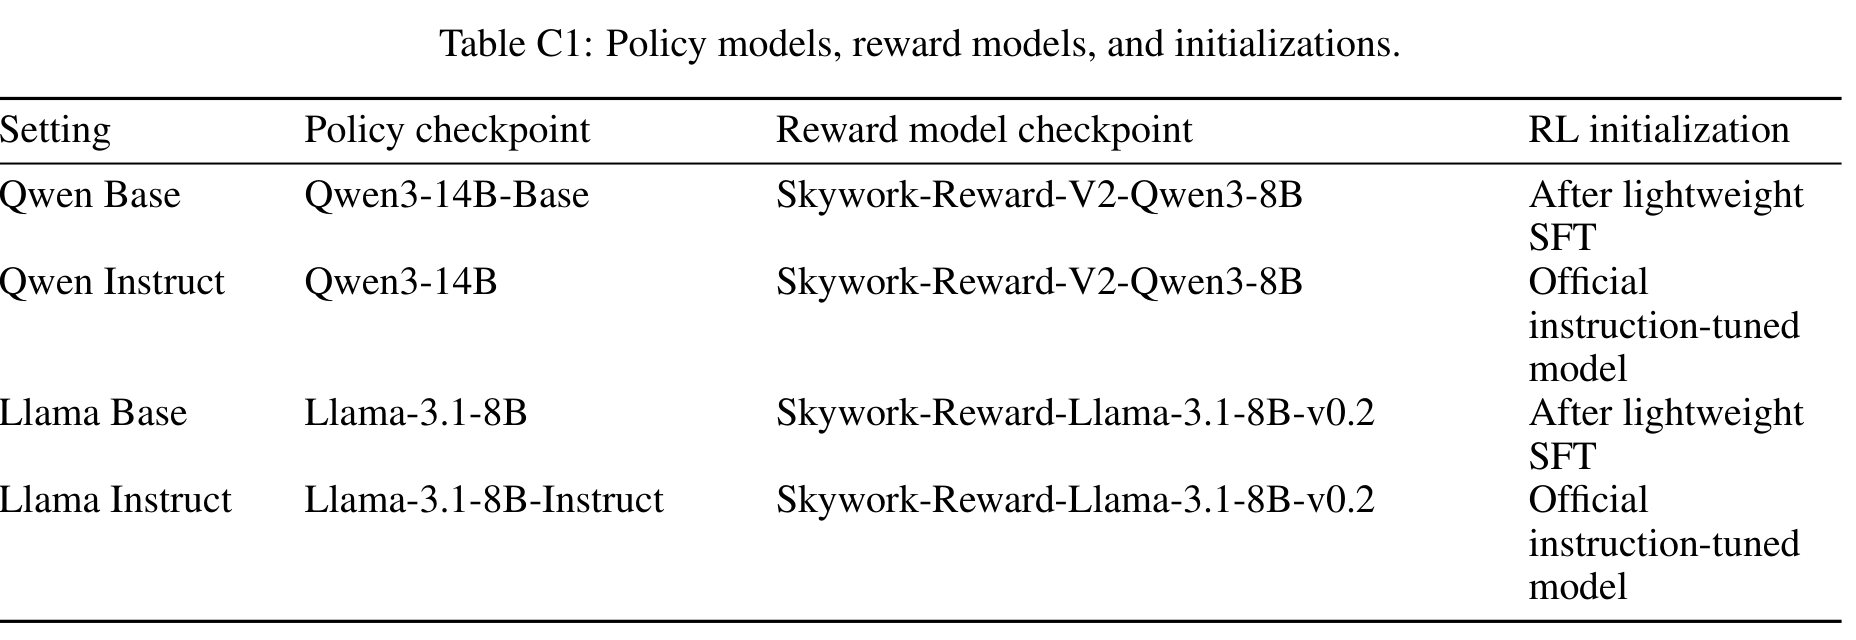 Table C1: Policy models, reward models, and initializations.
Setting Policy checkpoint Reward model checkpoint RL initialization
Qwen Base Qwen3-14B-Base Skywork-Reward-V2-Qwen3-8B After lightweight
SFT
Qwen Instruct Qwen3-14B Skywork-Reward-V2-Qwen3-8B Official
instruction-tuned
model
Llama Base Llama-3.1-8B Skywork-Reward-Llama-3.1-8B-v0.2 After lightweight
SFT
Llama Instruct Llama-3.1-8B-Instruct Skywork-Reward-Llama-3.1-8B-v0.2 Official
instruction-tuned
model